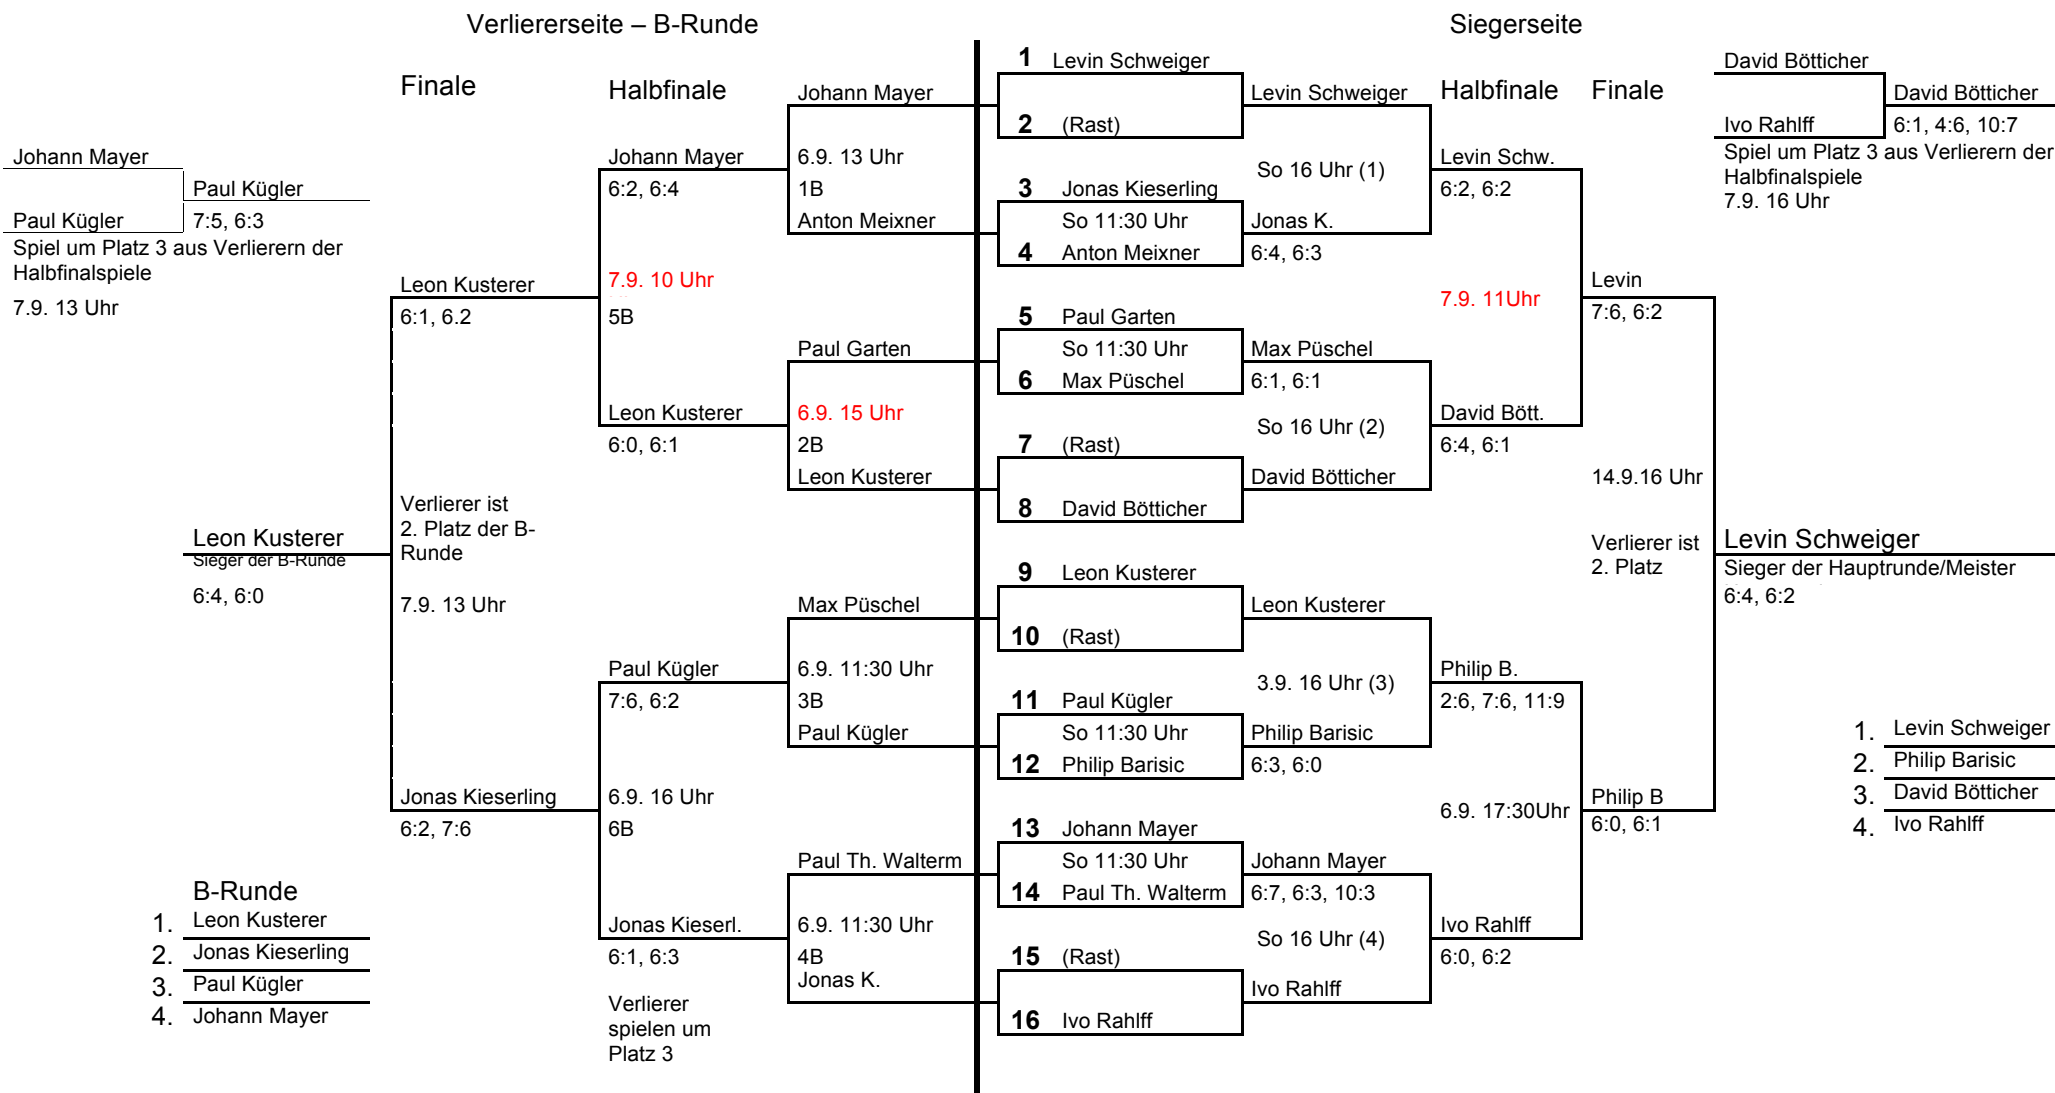 Verliererseite – B-Runde
Siegerseite
Finale
Halbfinale
Johann Mayer
Paul Kügler
Paul Kügler
7:5, 6:3
Spiel um Platz 3 aus Verlierern der
Halbfinalspiele
7.9. 13 Uhr
Leon Kusterer
Sieger der B-Runde
6:4, 6:0
B-Runde
1. Leon Kusterer
2. Jonas Kieserling
3. Paul Kügler
4. Johann Mayer
Leon Kusterer
6:1, 6.2
Verlierer ist
2. Platz der B-
Runde
7.9. 13 Uhr
Jonas Kieserling
6:2, 7:6
Johann Mayer
6:2, 6:4
7.9. 10 Uhr
5B
Leon Kusterer
6:0, 6:1
Paul Kügler
7:6, 6:2
6.9. 16 Uhr
6B
Jonas Kieserl.
6:1, 6:3
Verlierer
spielen um
Platz 3
Johann Mayer
6.9. 13 Uhr
1B
Anton Meixner
Paul Garten
6.9. 15 Uhr
2B
Leon Kusterer
Max Püschel
6.9. 11:30 Uhr
3B
Paul Kügler
Paul Th. Walterm
6.9. 11:30 Uhr
4B
Jonas K.
1 Levin Schweiger
2 (Rast)
3 Jonas Kieserling
So 11:30 Uhr
4 Anton Meixner
5 Paul Garten
So 11:30 Uhr
6 Max Püschel
7 (Rast)
8 David Bötticher
9 Leon Kusterer
10 (Rast)
11 Paul Kügler
So 11:30 Uhr
12 Philip Barisic
13 Johann Mayer
So 11:30 Uhr
14 Paul Th. Walterm
15 (Rast)
16 Ivo Rahlff
Levin Schweiger
So 16 Uhr (1)
Jonas K.
6:4, 6:3
Max Püschel
6:1, 6:1
So 16 Uhr (2)
David Bötticher
Leon Kusterer
3.9. 16 Uhr (3)
Philip Barisic
6:3, 6:0
Johann Mayer
6:7, 6:3, 10:3
So 16 Uhr (4)
Ivo Rahlff
Halbfinale
Levin Schw.
6:2, 6:2
7.9. 11Uhr
David Bött.
6:4, 6:1
Philip B.
2:6, 7:6, 11:9
6.9. 17:30Uhr
Ivo Rahlff
6:0, 6:2
Finale
Levin
7:6, 6:2
14.9.16 Uhr
Verlierer ist
2. Platz
Philip B
6:0, 6:1
David Bötticher
David Bötticher
Ivo Rahlff
6:1, 4:6, 10:7
Spiel um Platz 3 aus Verlierern der
Halbfinalspiele
7.9. 16 Uhr
Levin Schweiger
Sieger der Hauptrunde/Meister
6:4, 6:2
1. Levin Schweiger
2. Philip Barisic
3. David Bötticher
4. Ivo Rahlff